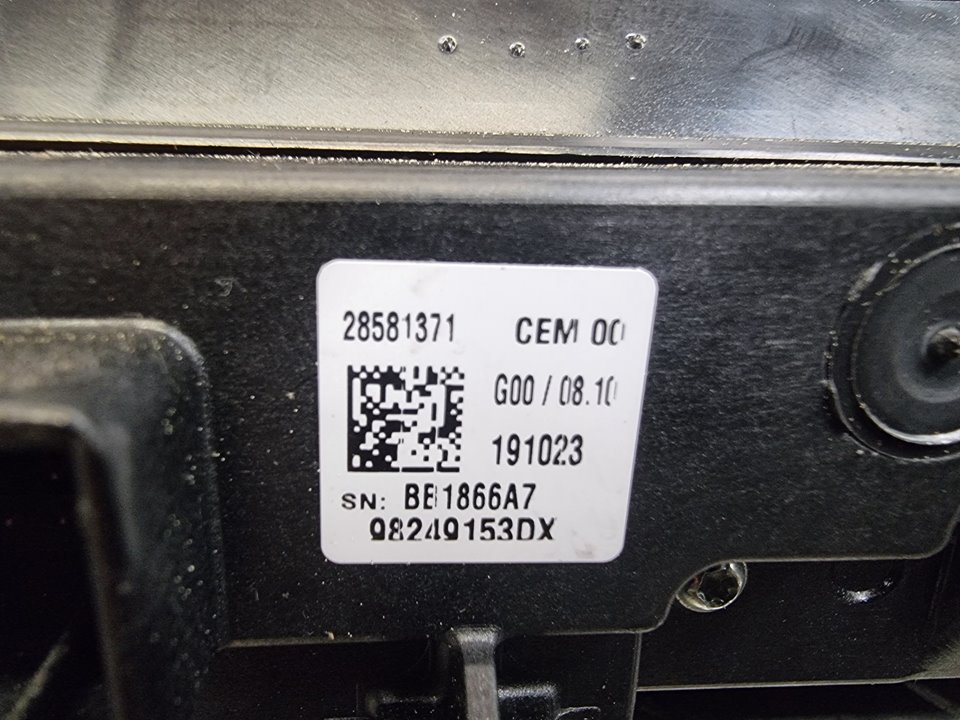 28581371 CEM 00
G00 / 08.10
191023
SN: BB1866A7
98249153DX